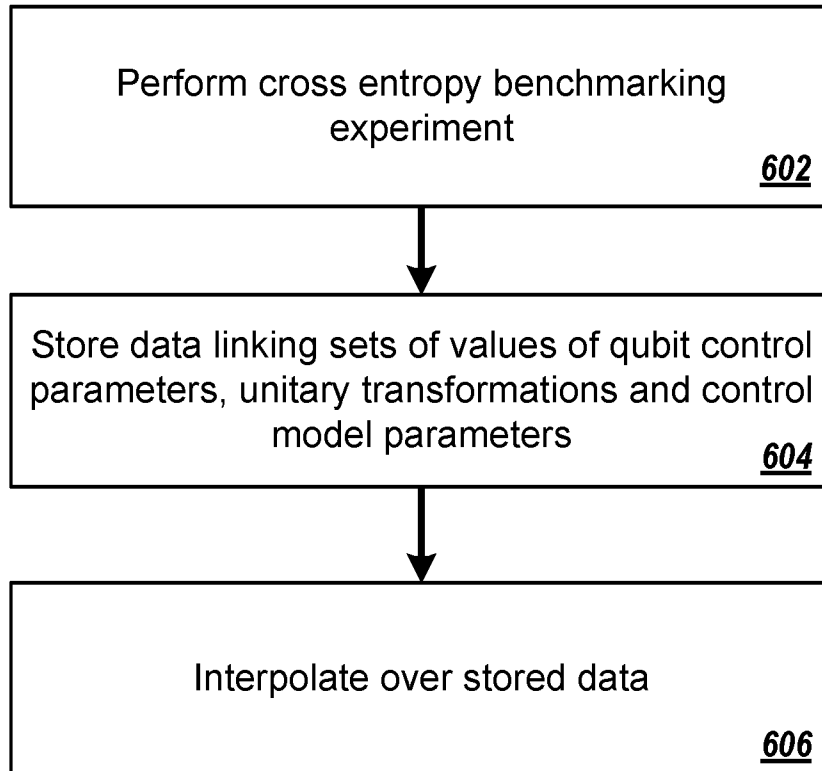 Perform cross entropy benchmarking
experiment
602
Store data linking sets of values of qubit control
parameters, unitary transformations and control
model parameters
604
Interpolate over stored data
606